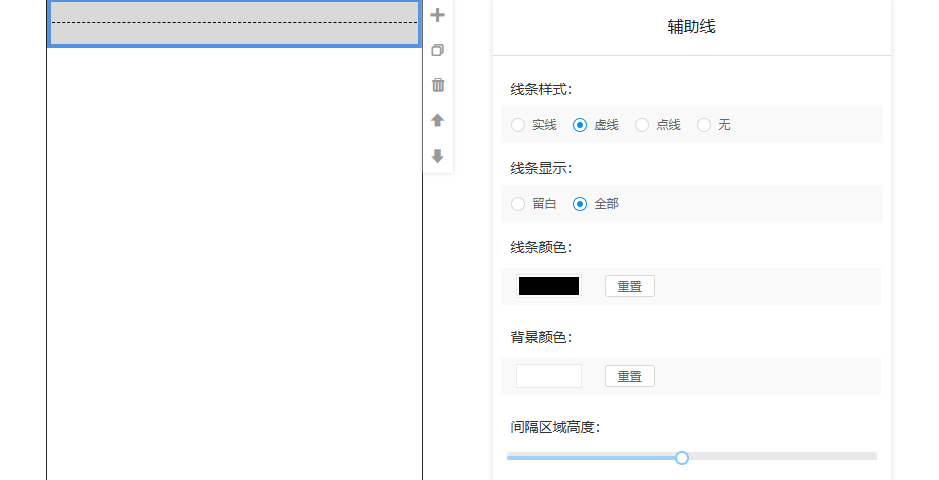 辅助线
线条样式：
实线 虚线 点线 无
线条显示：
留白 全部
线条颜色：
重置
背景颜色：
重置
间隔区域高度：